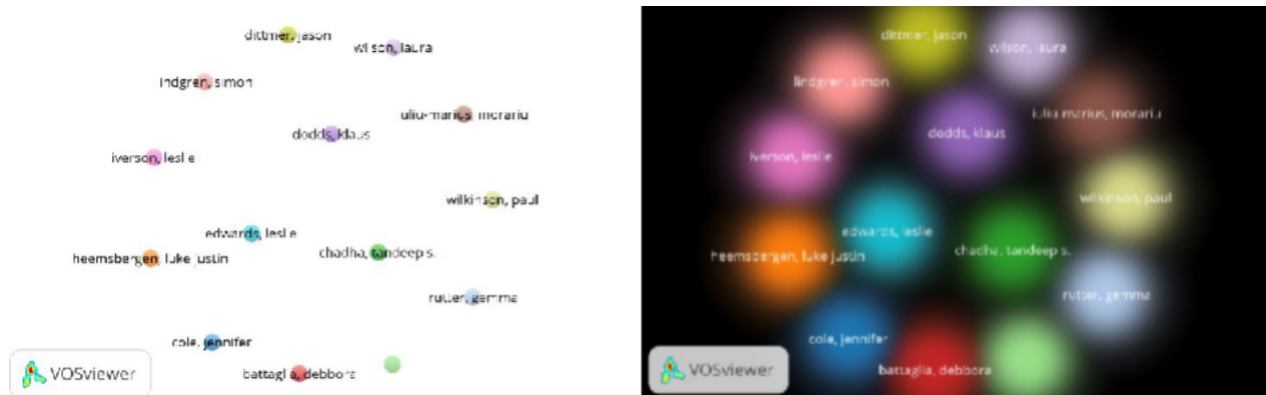 dittmer, jason
wilson, laura
lindgren, simon
iuliu-marius, morariu
dodds, klaus
iverson, leslie
wilkinson, paul
edwards, leslie
chadha, tandeep s.
heemsbergen, luke justin
rutter, gemma
cole, jennifer
battaglia, debbora
VOSviewer
dittmer, jason
wilson, laura
lindgren, simon
iuliu-marius, morariu
dodds, klaus
iverson, leslie
wilkinson, paul
edwards, leslie
chadha, tandeep s.
heemsbergen, luke justin
rutter, gemma
cole, jennifer
battaglia, debbora
VOSviewer